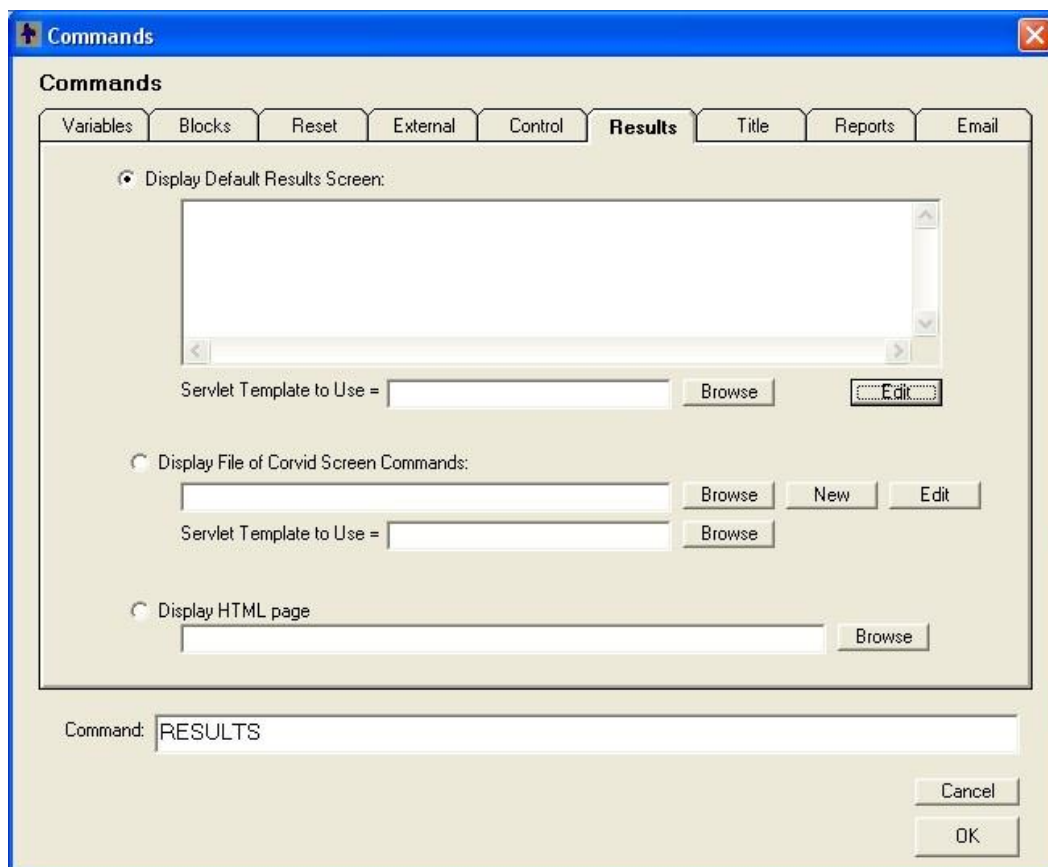 Commands
Commands
Variables Blocks Reset External Control Results Title Reports Email
Display Default Results Screen:
Servlet Template to Use = Browse Edit
Display File of Corvid Screen Commands:
Browse New Edit
Servlet Template to Use = Browse
Display HTML page
Browse
Command: RESULTS
Cancel
OK